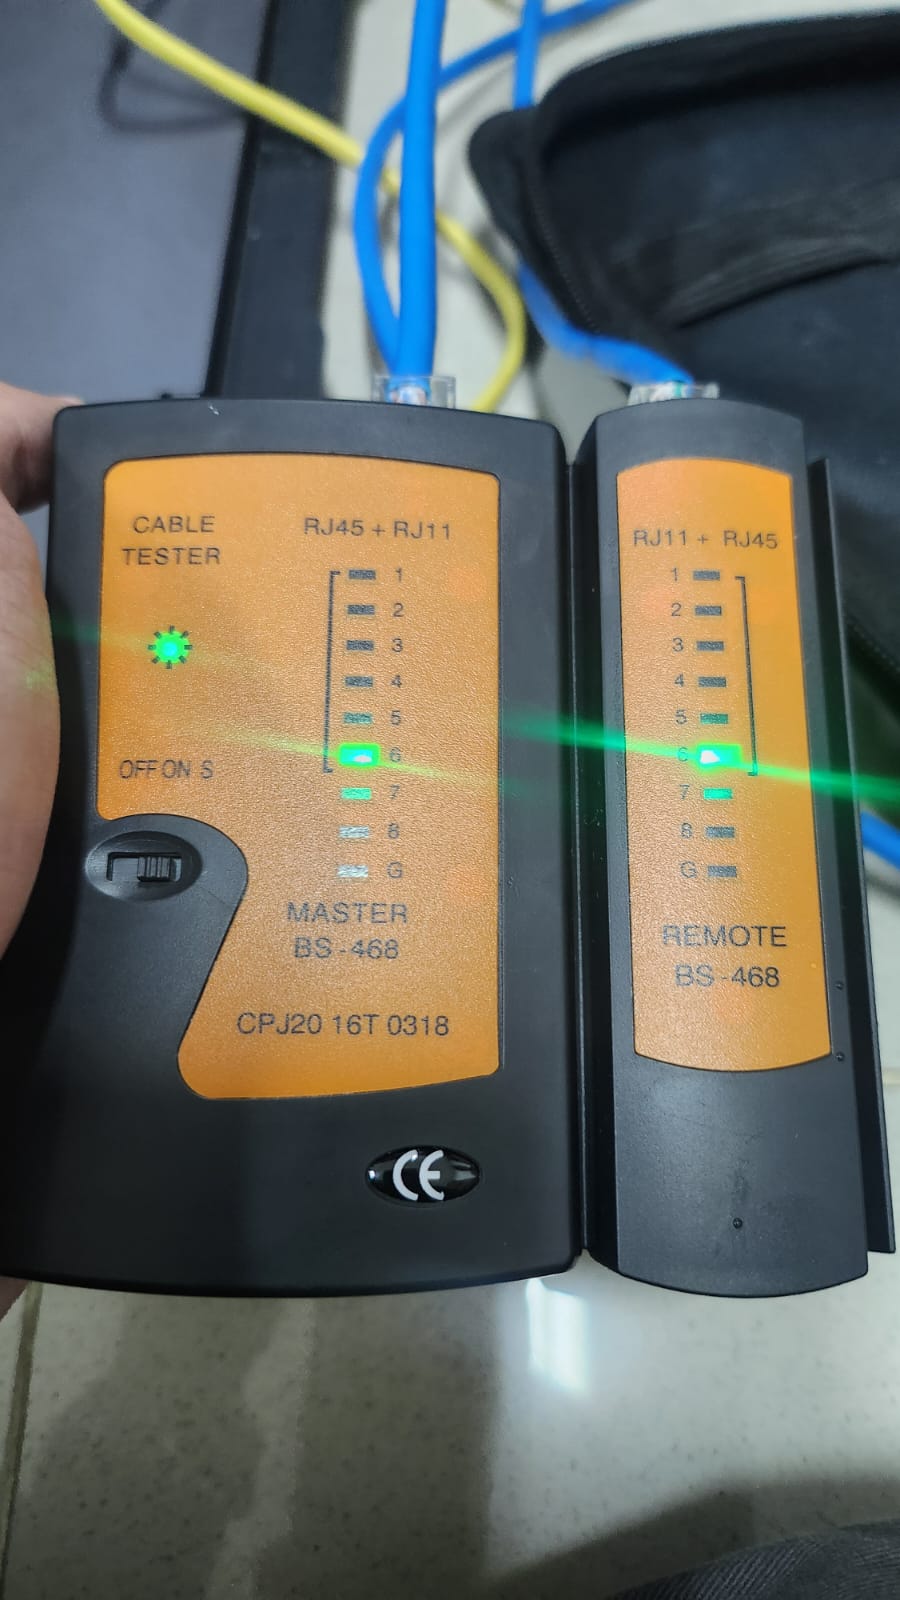 CABLE
TESTER
OFF ON S
RJ45 + RJ11
1
2
3
4
5
6
7
8
G
MASTER
BS-468
CPJ20 16T 0318
CE
RJ11 + RJ45
1
2
3
4
5
6
7
8
G
REMOTE
BS-468